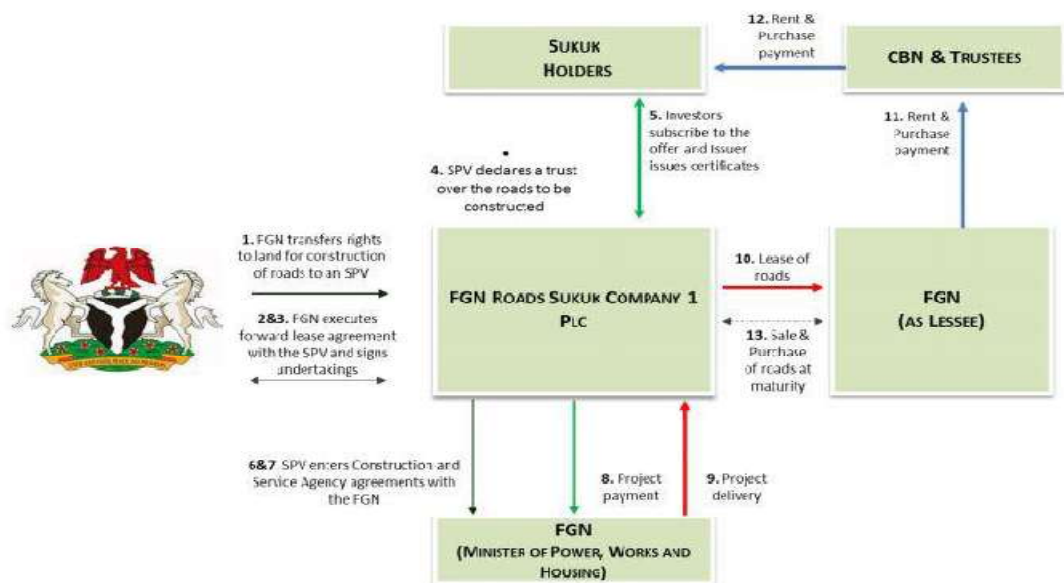 12. Rent &
Purchase
payment
SUKUK
HOLDERS
CBN & TRUSTEES
5. Investors
subscribe to the
offer and Issuer
issues certificates
11. Rent &
Purchase
payment
4. SPV declares a trust
over the roads to be
constructed
1. FGN transfers rights
to land for construction
of roads to an SPV
2&3. FGN executes
forward lease agreement
with the SPV and signs
undertakings
FGN ROADS SUKUK COMPANY 1
PLC
10. Lease of
roads
13. Sale &
Purchase
of roads at
maturity
FGN
(AS LESSEE)
6&7 SPV enters Construction and
Service Agency agreements with
the FGN
8. Project
payment
9. Project
delivery
FGN
(MINISTER OF POWER, WORKS AND
HOUSING)